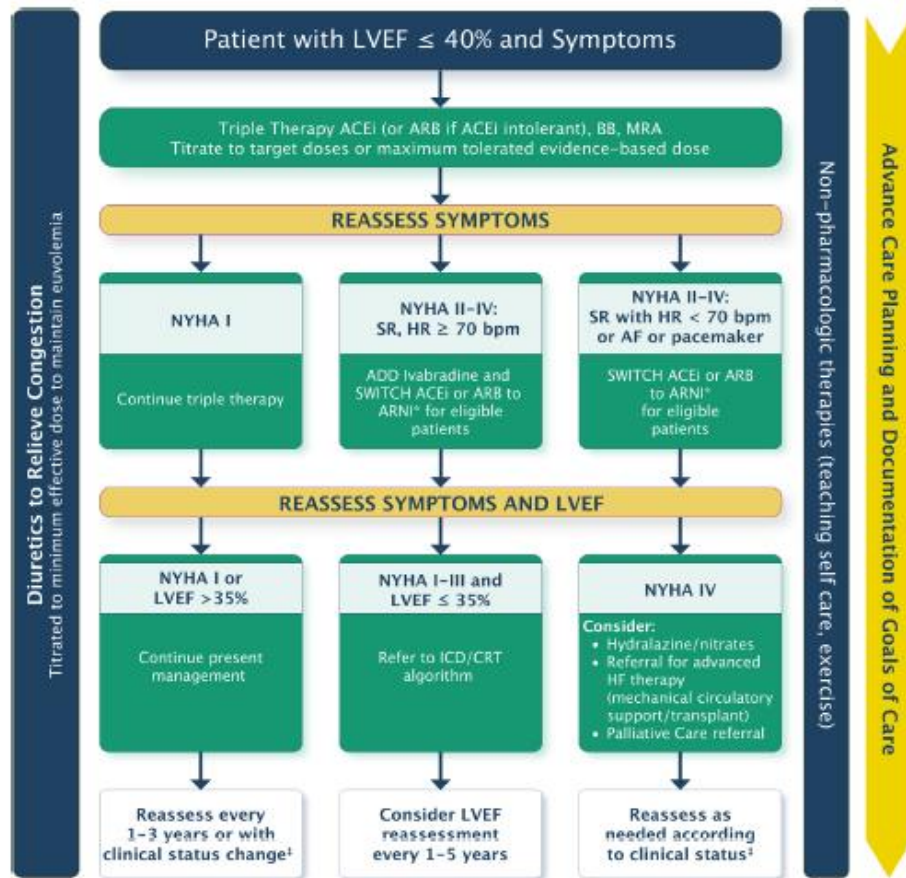 Patient with LVEF ≤ 40% and Symptoms
Triple Therapy ACEi (or ARB if ACEi intolerant), BB, MRA
Titrate to target doses or maximum tolerated evidence-based dose
REASSESS SYMPTOMS
NYHA I
Continue triple therapy
NYHA II-IV:
SR, HR ≥ 70 bpm
ADD Ivabradine and
SWITCH ACEi or ARB to
ARNI* for eligible
patients
NYHA II-IV:
SR with HR < 70 bpm
or AF or pacemaker
SWITCH ACEi or ARB
to ARNI*
for eligible
patients
REASSESS SYMPTOMS AND LVEF
NYHA I or
LVEF >35%
Continue present
management
NYHA I-III and
LVEF ≤ 35%
Refer to ICD/CRT
algorithm
NYHA IV
Consider:
• Hydralazine/nitrates
• Referral for advanced
HF therapy
(mechanical circulatory
support/transplant)
• Palliative Care referral
Reassess every
1-3 years or with
clinical status change‡
Consider LVEF
reassessment
every 1-5 years
Reassess as
needed according
to clinical status‡
Diuretics to Relieve Congestion
Titrated to minimum effective dose to maintain euvolemia
Non-pharmacologic therapies (teaching self care, exercise)
Advance Care Planning and Documentation of Goals of Care